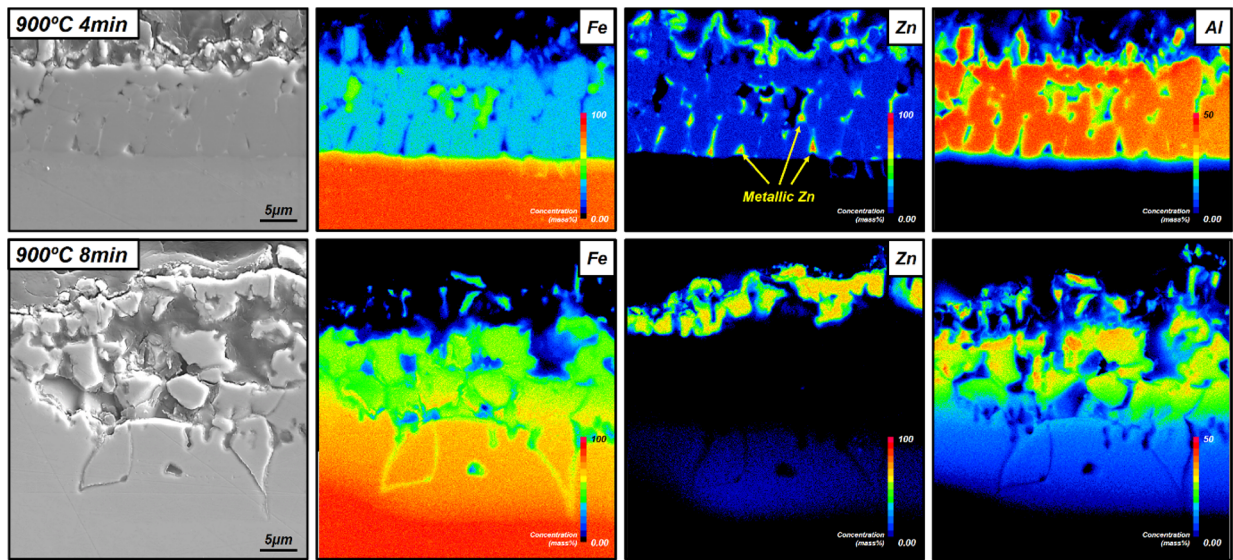 900ºC 4min
5µm
Fe
100
Concentration
(mass%)
0.00
Zn
100
Metallic Zn
Concentration
(mass%)
0.00
Al
50
Concentration
(mass%)
0.00
900ºC 8min
5µm
Fe
100
Concentration
(mass%)
0.00
Zn
100
Concentration
(mass%)
0.00
Al
50
Concentration
(mass%)
0.00